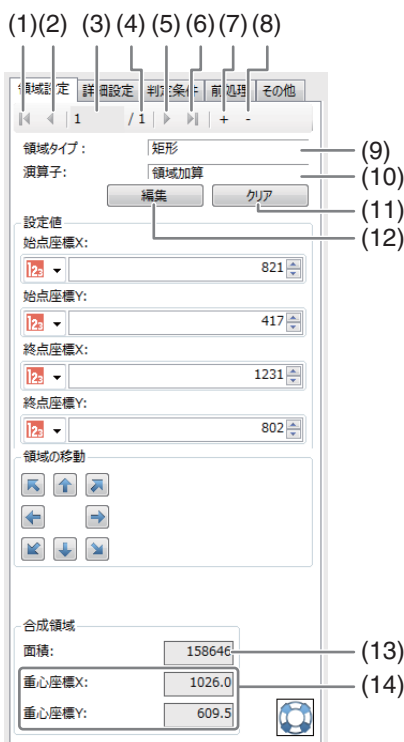 (1)(2) (3) (4) (5) (6) (7) (8)
領域設定 詳細設定 判定条件 前処理 その他
1 / 1 + -
領域タイプ: 矩形 (9)
演算子: 領域加算 (10)
編集 クリア (11)
(12)
設定値
始点座標X:
123 821
始点座標Y:
123 417
終点座標X:
123 1231
終点座標Y:
123 802
領域の移動
合成領域
面積: 158646 (13)
重心座標X: 1026.0 (14)
重心座標Y: 609.5